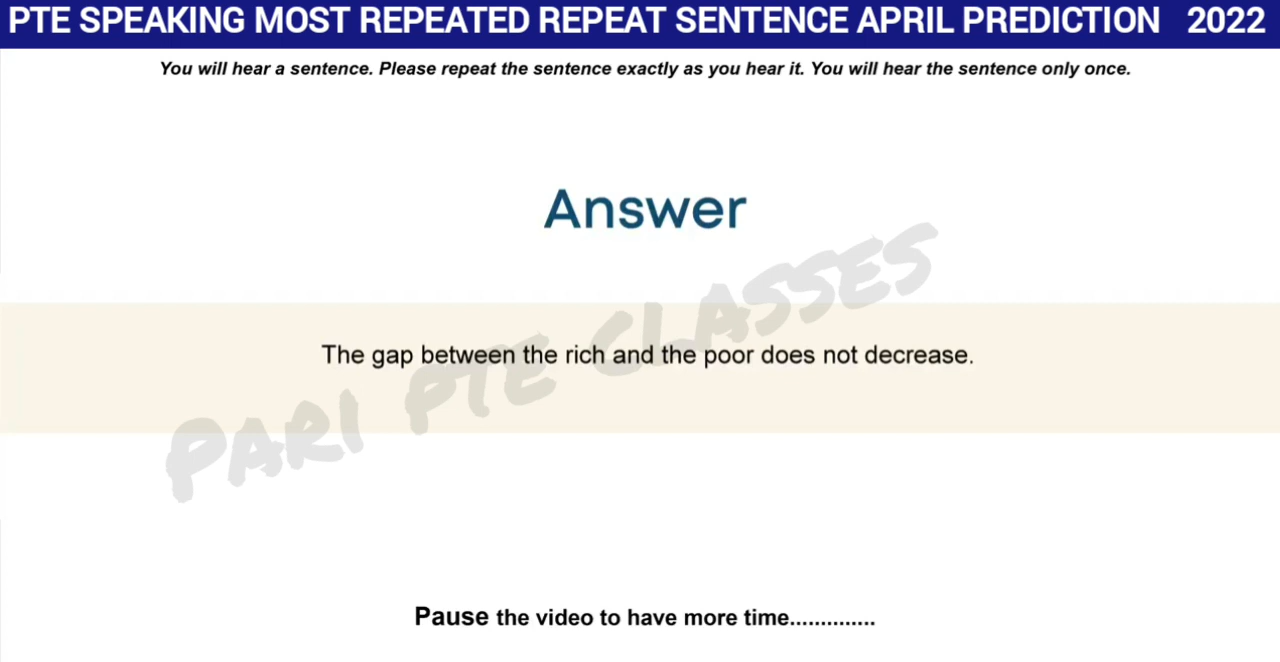 PTE SPEAKING MOST REPEATED REPEAT SENTENCE APRIL PREDICTION 2022
You will hear a sentence. Please repeat the sentence exactly as you hear it. You will hear the sentence only once.
Answer
The gap between the rich and the poor does not decrease.
PARI PTE CLASSES
Pause the video to have more time..............